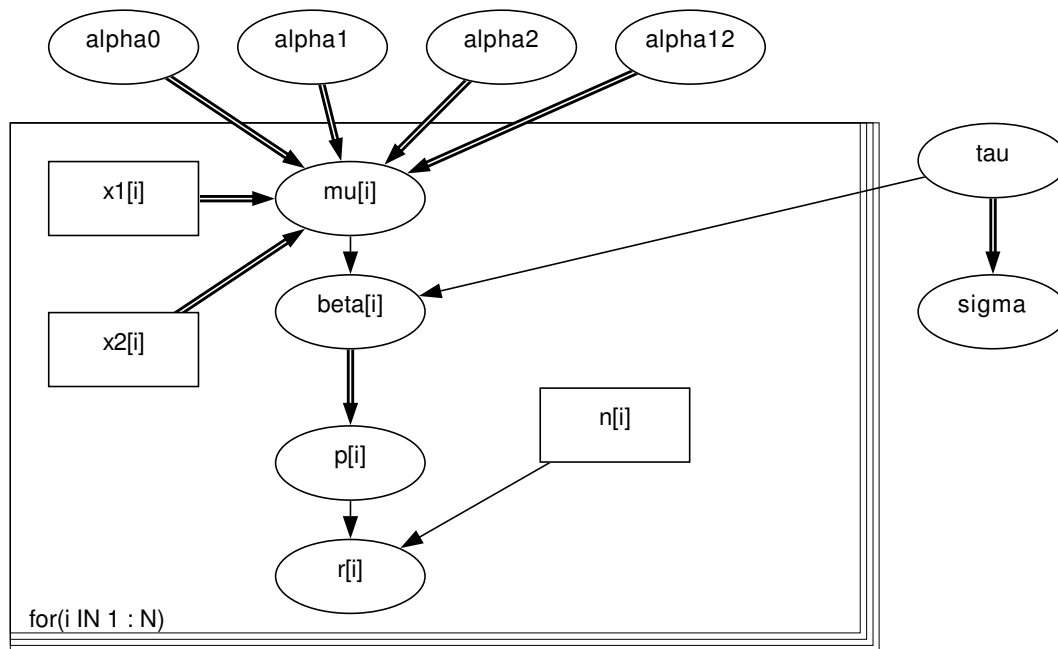 alpha0
alpha1
alpha2
alpha12
tau
x1[i]
mu[i]
beta[i]
sigma
x2[i]
n[i]
p[i]
r[i]
for(i IN 1 : N)